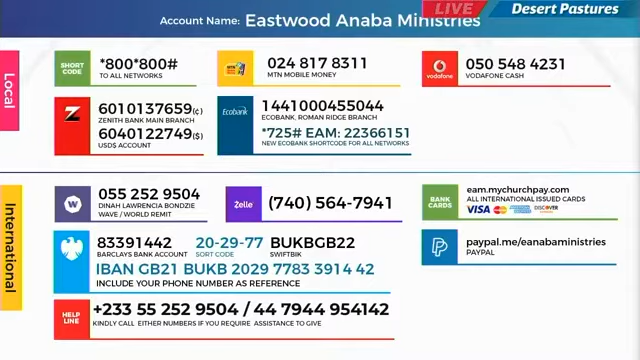 Account Name: Eastwood Anaba Ministries
LIVE Desert Pastures
Local
SHORT CODE
*800*800#
TO ALL NETWORKS
024 817 8311
MTN MOBILE MONEY
vodafone
050 548 4231
VODAFONE CASH
6010137659(¢)
ZENITH BANK MAIN BRANCH
6040122749($)
USD$ ACCOUNT
Ecobank
1441000455044
ECOBANK, ROMAN RIDGE BRANCH
*725# EAM: 22366151
NEW ECOBANK SHORTCODE FOR ALL NETWORKS
International
W
055 252 9504
DINAH LAWRENCIA BONDZIE
WAVE / WORLD REMIT
Zelle
(740) 564-7941
BANK CARDS
eam.mychurchpay.com
ALL INTERNATIONAL ISSUED CARDS
VISA DISCOVER
83391442 20-29-77 BUKBGB22
BARCLAYS BANK ACCOUNT SORT CODE SWIFTBIK
IBAN GB21 BUKB 2029 7783 3914 42
INCLUDE YOUR PHONE NUMBER AS REFERENCE
paypal.me/eanabaministries
PAYPAL
HELP LINE
+233 55 252 9504 / 44 7944 954142
KINDLY CALL EITHER NUMBERS IF YOU REQUIRE ASSISTANCE TO GIVE